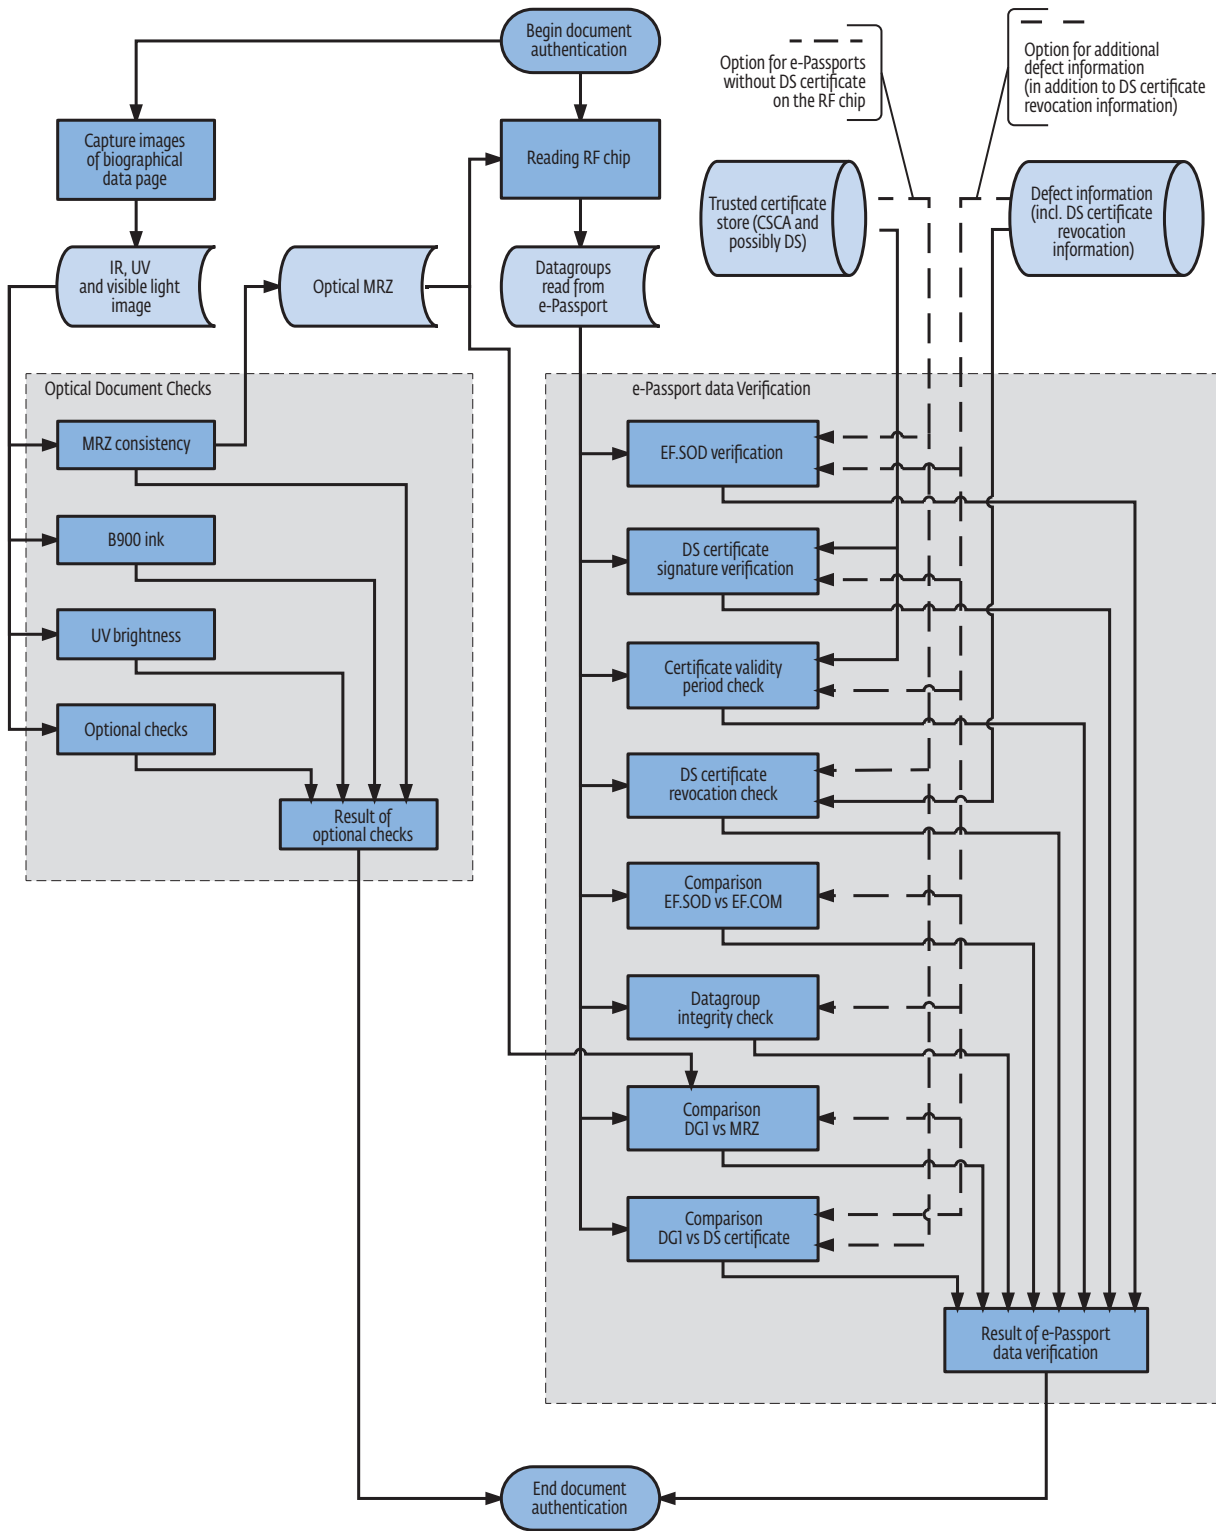 Begin document
authentication
Option for e-Passports
without DS certificate
on the RF chip
Option for additional
defect information
(in addition to DS certificate
revocation information)
Capture images
of biographical
data page
Reading RF chip
Trusted certificate
store (CSCA and
possibly DS)
Defect information
(incl. DS certificate
revocation
information)
IR, UV
and visible light
image
Optical MRZ
Datagroups
read from
e-Passport
Optical Document Checks
e-Passport data Verification
MRZ consistency
B900 ink
UV brightness
Optional checks
Result of
optional checks
EF.SOD verification
DS certificate
signature verification
Certificate validity
period check
DS certificate
revocation check
Comparison
EF.SOD vs EF.COM
Datagroup
integrity check
Comparison
DG1 vs MRZ
Comparison
DG1 vs DS certificate
Result of e-Passport
data verification
End document
authentication